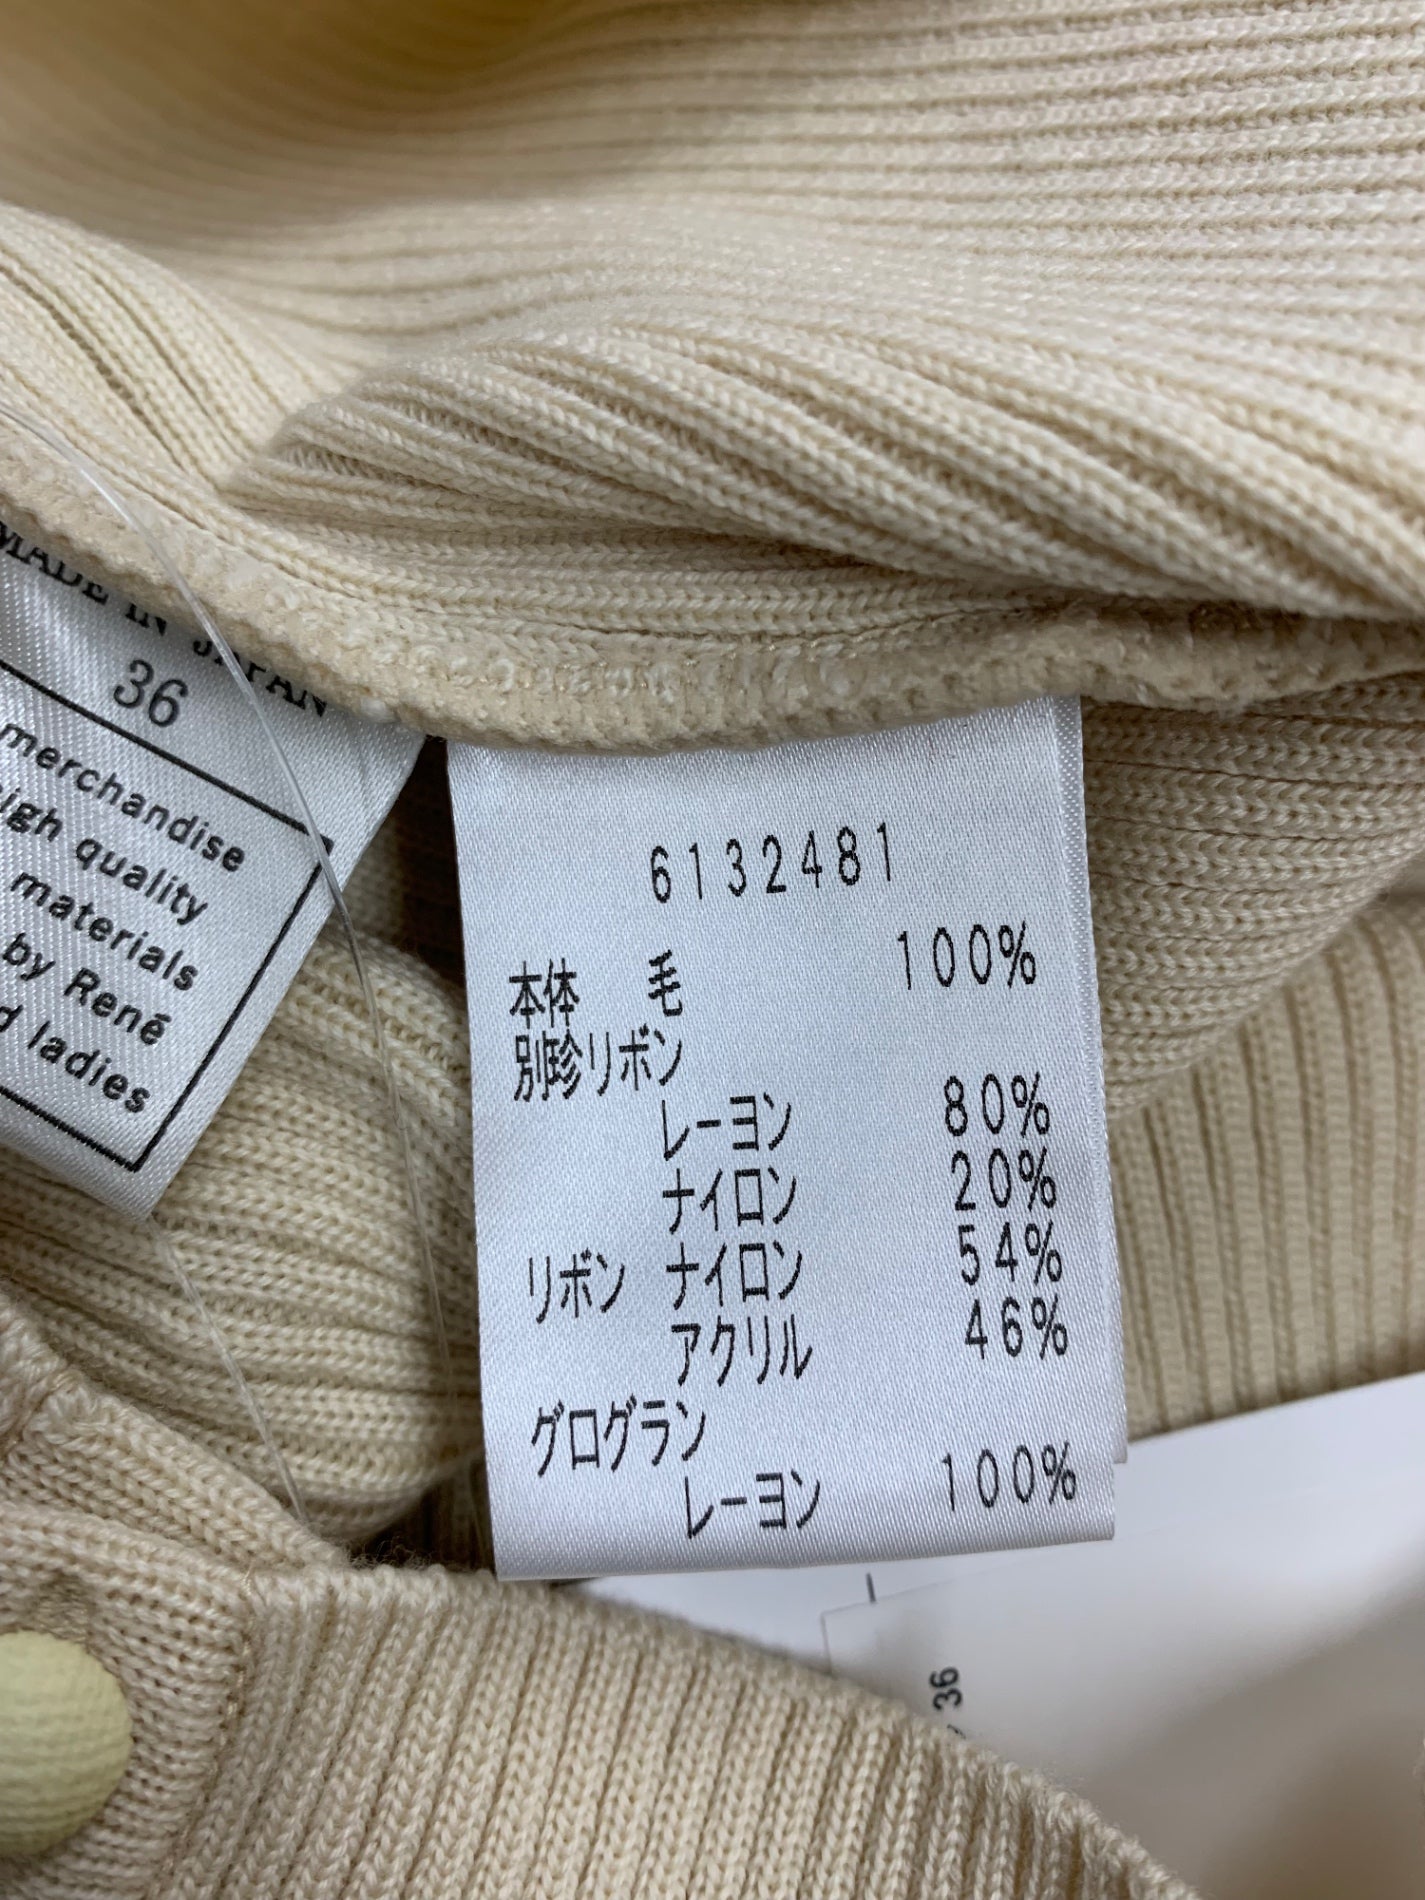 MADE IN JAPAN
36
merchandise
high quality
materials
by René
ladies
6132481
本体 毛 100%
別珍リボン
レーヨン 80%
ナイロン 20%
リボン ナイロン 54%
アクリル 46%
グログラン
レーヨン 100%
36